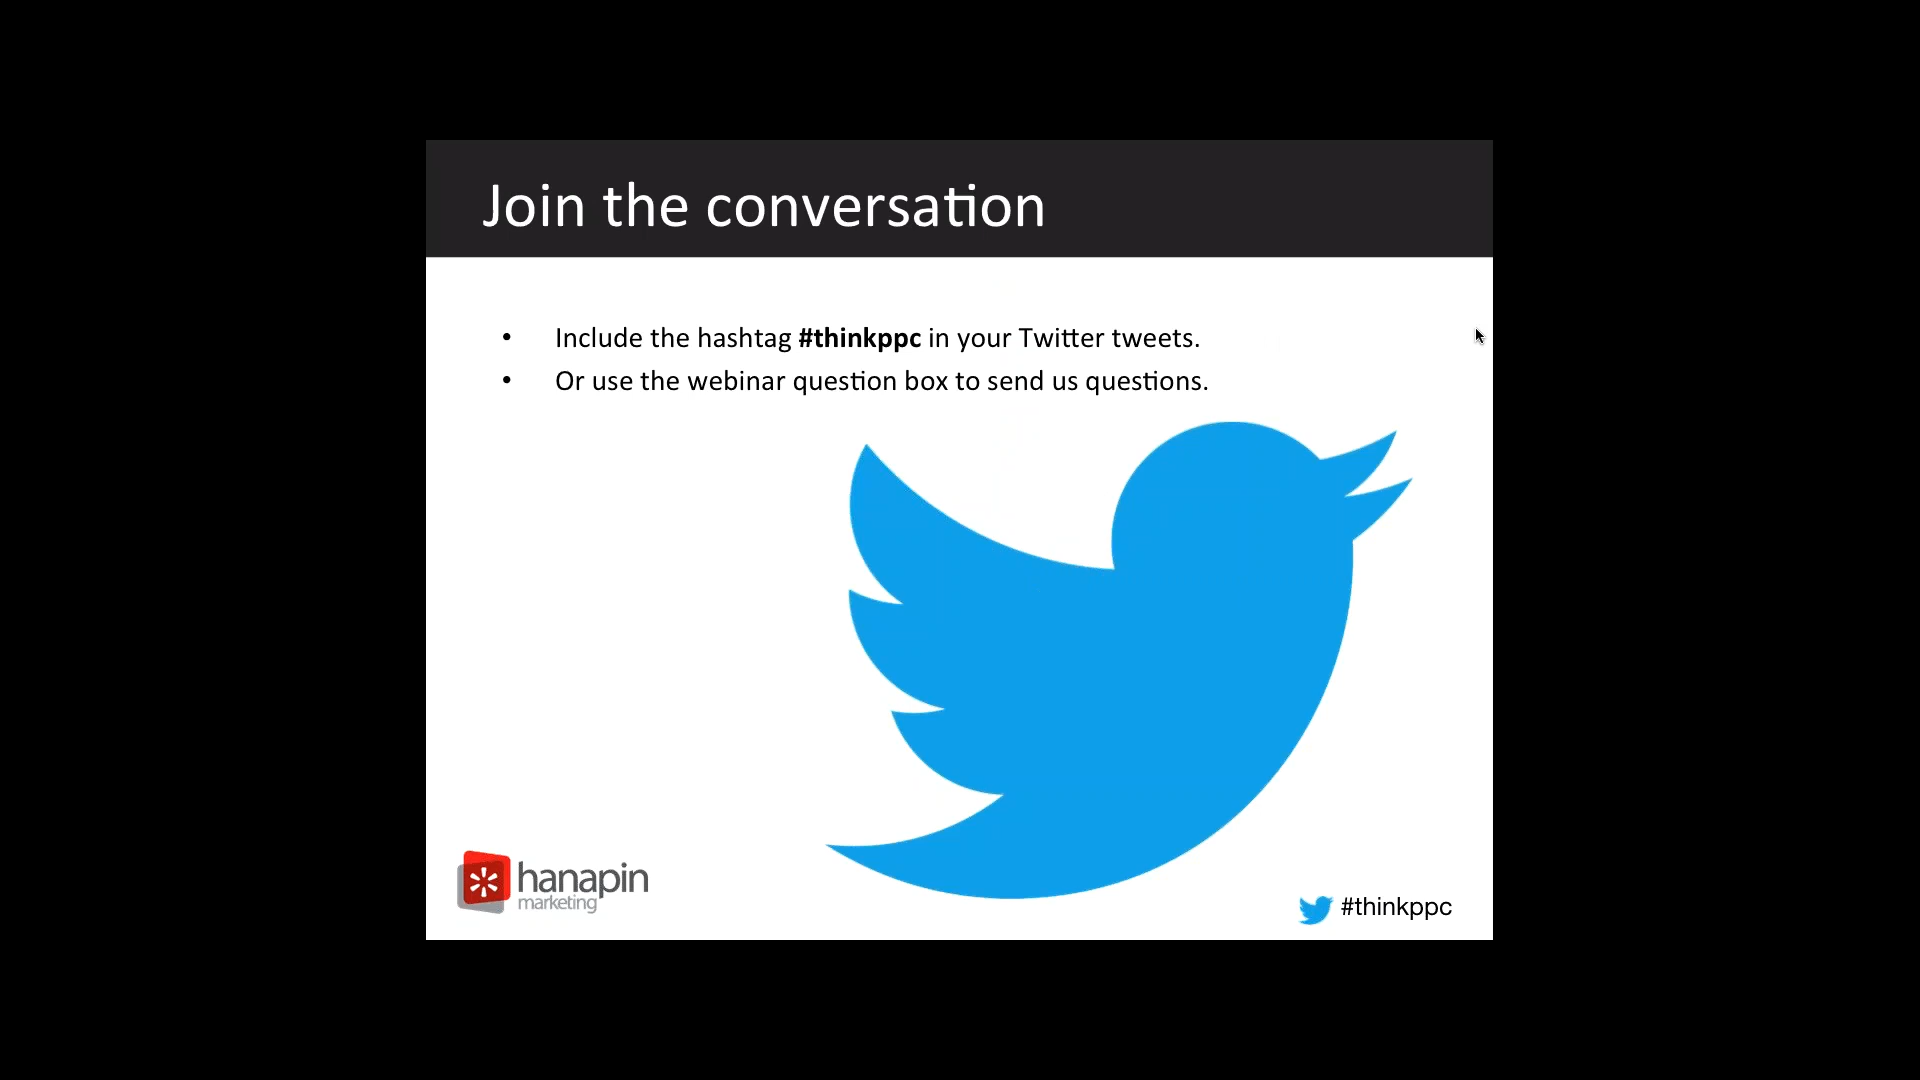 Join the conversation
• Include the hashtag #thinkppc in your Twitter tweets.
• Or use the webinar question box to send us questions.
hanapin
marketing
#thinkppc